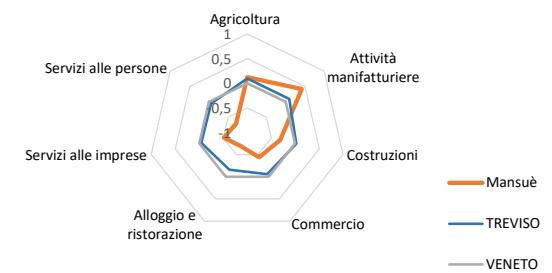 Agricoltura
1
0,5
0
0,5
-1
Attività
manifatturiere
Costruzioni
Commercio
Alloggio e
ristorazione
Servizi alle imprese
Servizi alle persone
Mansuè
TREVISO
VENETO